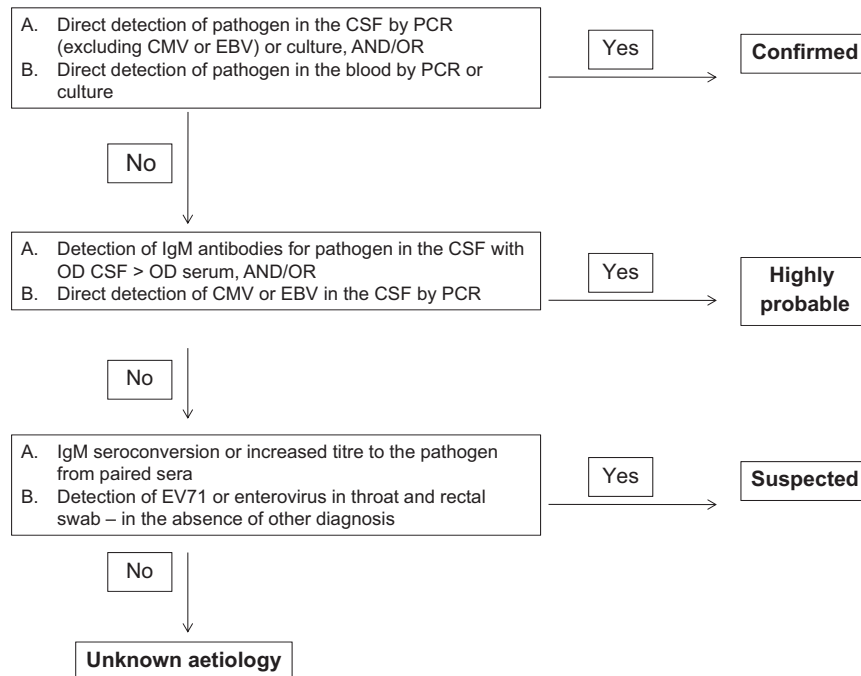 A. Direct detection of pathogen in the CSF by PCR
(excluding CMV or EBV) or culture, AND/OR
B. Direct detection of pathogen in the blood by PCR or
culture
Yes
Confirmed
No
A. Detection of IgM antibodies for pathogen in the CSF with
OD CSF > OD serum, AND/OR
B. Direct detection of CMV or EBV in the CSF by PCR
Yes
Highly
probable
No
A. IgM seroconversion or increased titre to the pathogen
from paired sera
B. Detection of EV71 or enterovirus in throat and rectal
swab – in the absence of other diagnosis
Yes
Suspected
No
Unknown aetiology